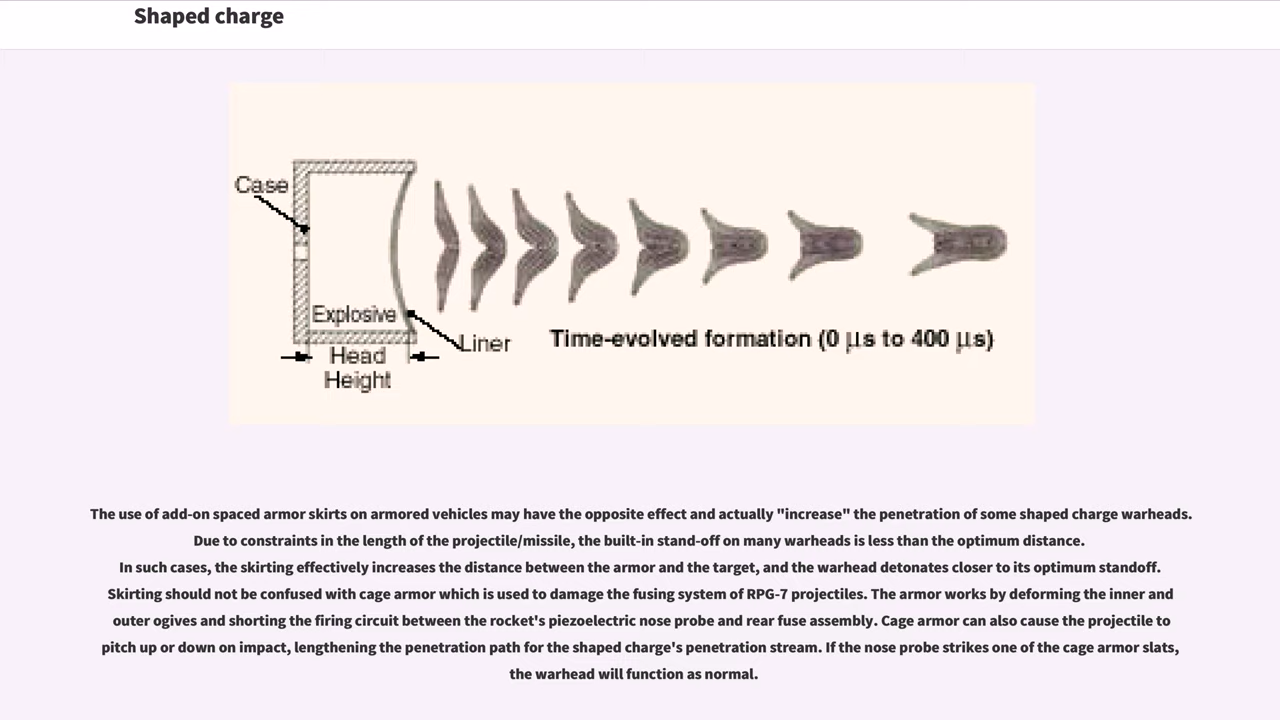 Shaped charge
Case
Explosive
Liner
Head
Height
Time-evolved formation (0 µs to 400 µs)
The use of add-on spaced armor skirts on armored vehicles may have the opposite effect and actually "increase" the penetration of some shaped charge warheads.
Due to constraints in the length of the projectile/missile, the built-in stand-off on many warheads is less than the optimum distance.
In such cases, the skirting effectively increases the distance between the armor and the target, and the warhead detonates closer to its optimum standoff.
Skirting should not be confused with cage armor which is used to damage the fusing system of RPG-7 projectiles. The armor works by deforming the inner and
outer ogives and shorting the firing circuit between the rocket's piezoelectric nose probe and rear fuse assembly. Cage armor can also cause the projectile to
pitch up or down on impact, lengthening the penetration path for the shaped charge's penetration stream. If the nose probe strikes one of the cage armor slats,
the warhead will function as normal.